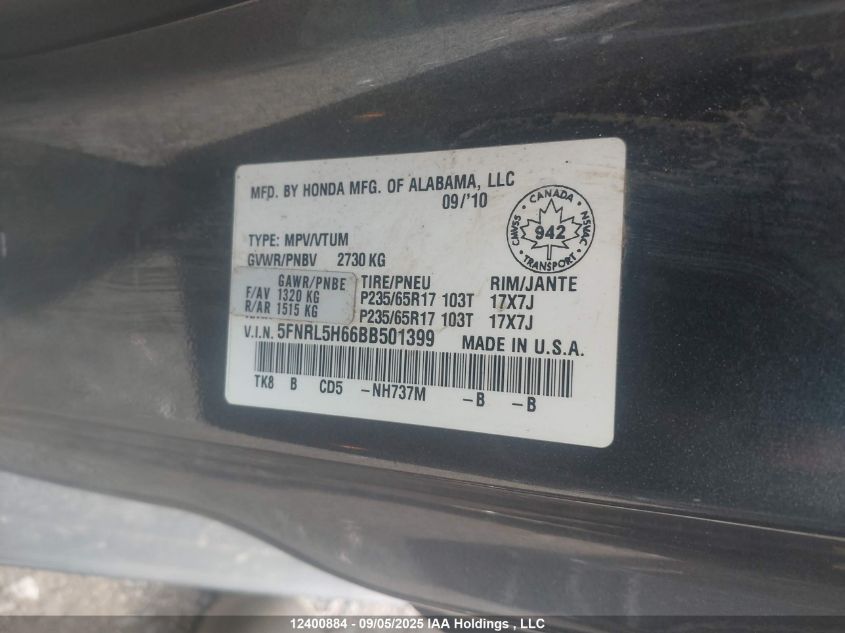 MFD. BY HONDA MFG. OF ALABAMA, LLC
09/'10
CANADA
CMVSS 942 NSVAC
TRANSPORT
TYPE: MPV/VTUM
GVWR/PNBV 2730 KG
GAWR/PNBE TIRE/PNEU RIM/JANTE
F/AV 1320 KG P235/65R17 103T 17X7J
R/AR 1515 KG P235/65R17 103T 17X7J
V.I.N. 5FNRL5H66BB501399 MADE IN U.S.A.
TK8 B CD5 -NH737M -B -B
12400884 - 09/05/2025 IAA Holdings , LLC